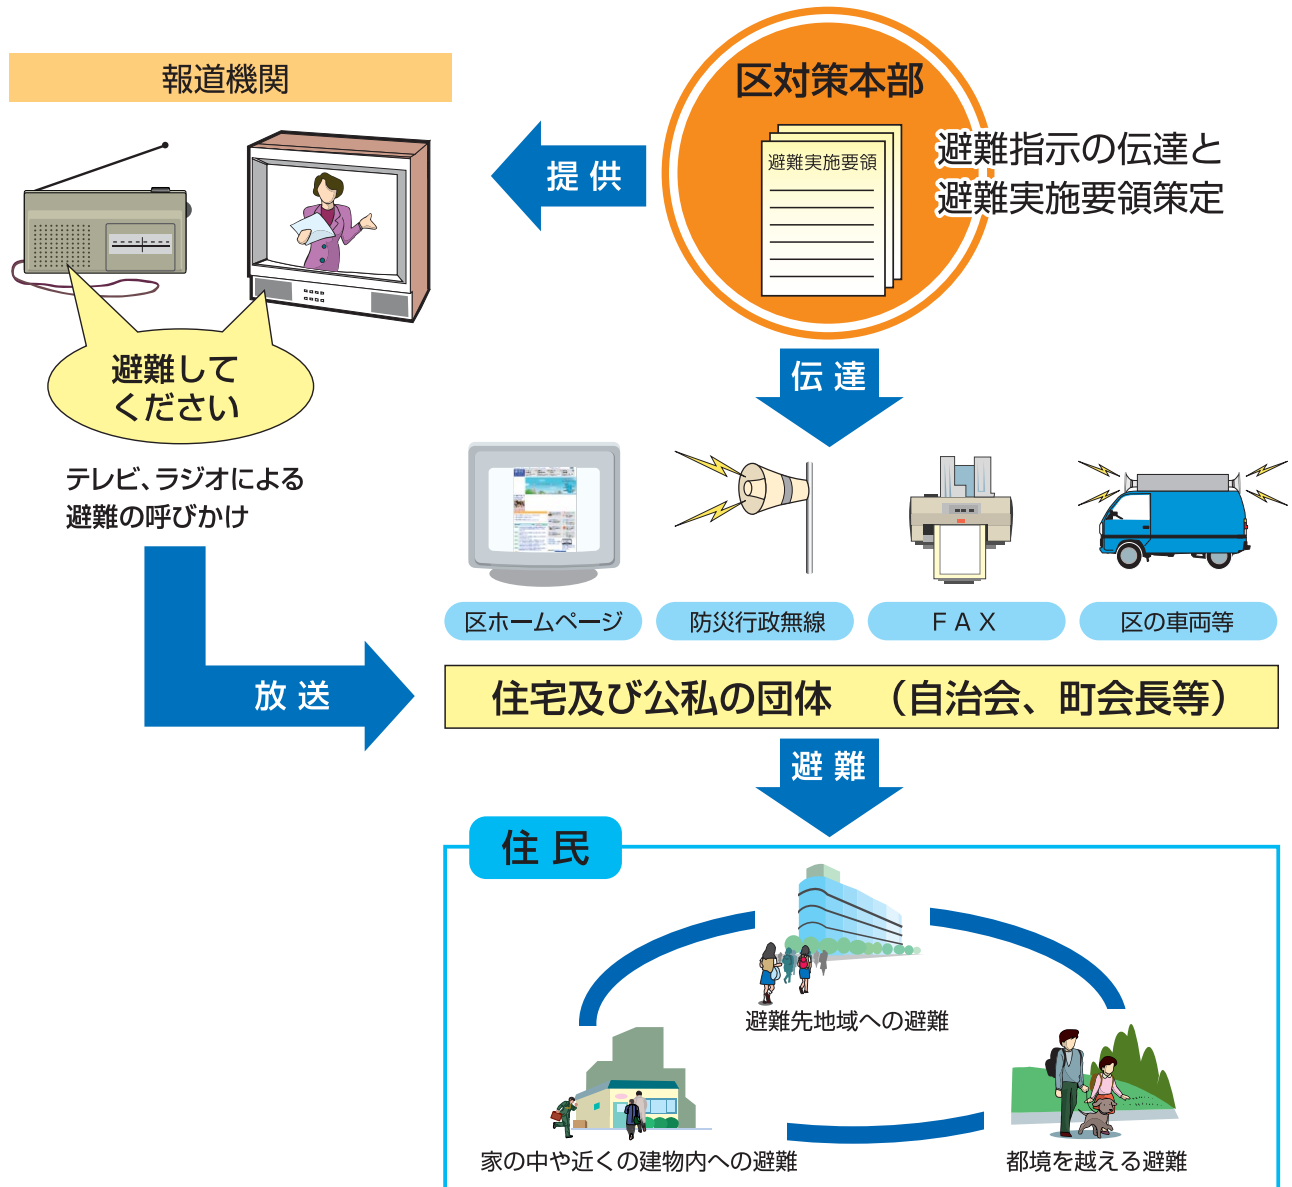 報道機関
区対策本部
避難実施要領
避難指示の伝達と
避難実施要領策定
提供
避難して
ください
テレビ、ラジオによる
避難の呼びかけ
伝達
区ホームページ
防災行政無線
ＦＡＸ
区の車両等
放送
住宅及び公私の団体　（自治会、町会長等）
避難
住民
避難先地域への避難
家の中や近くの建物内への避難
都境を越える避難